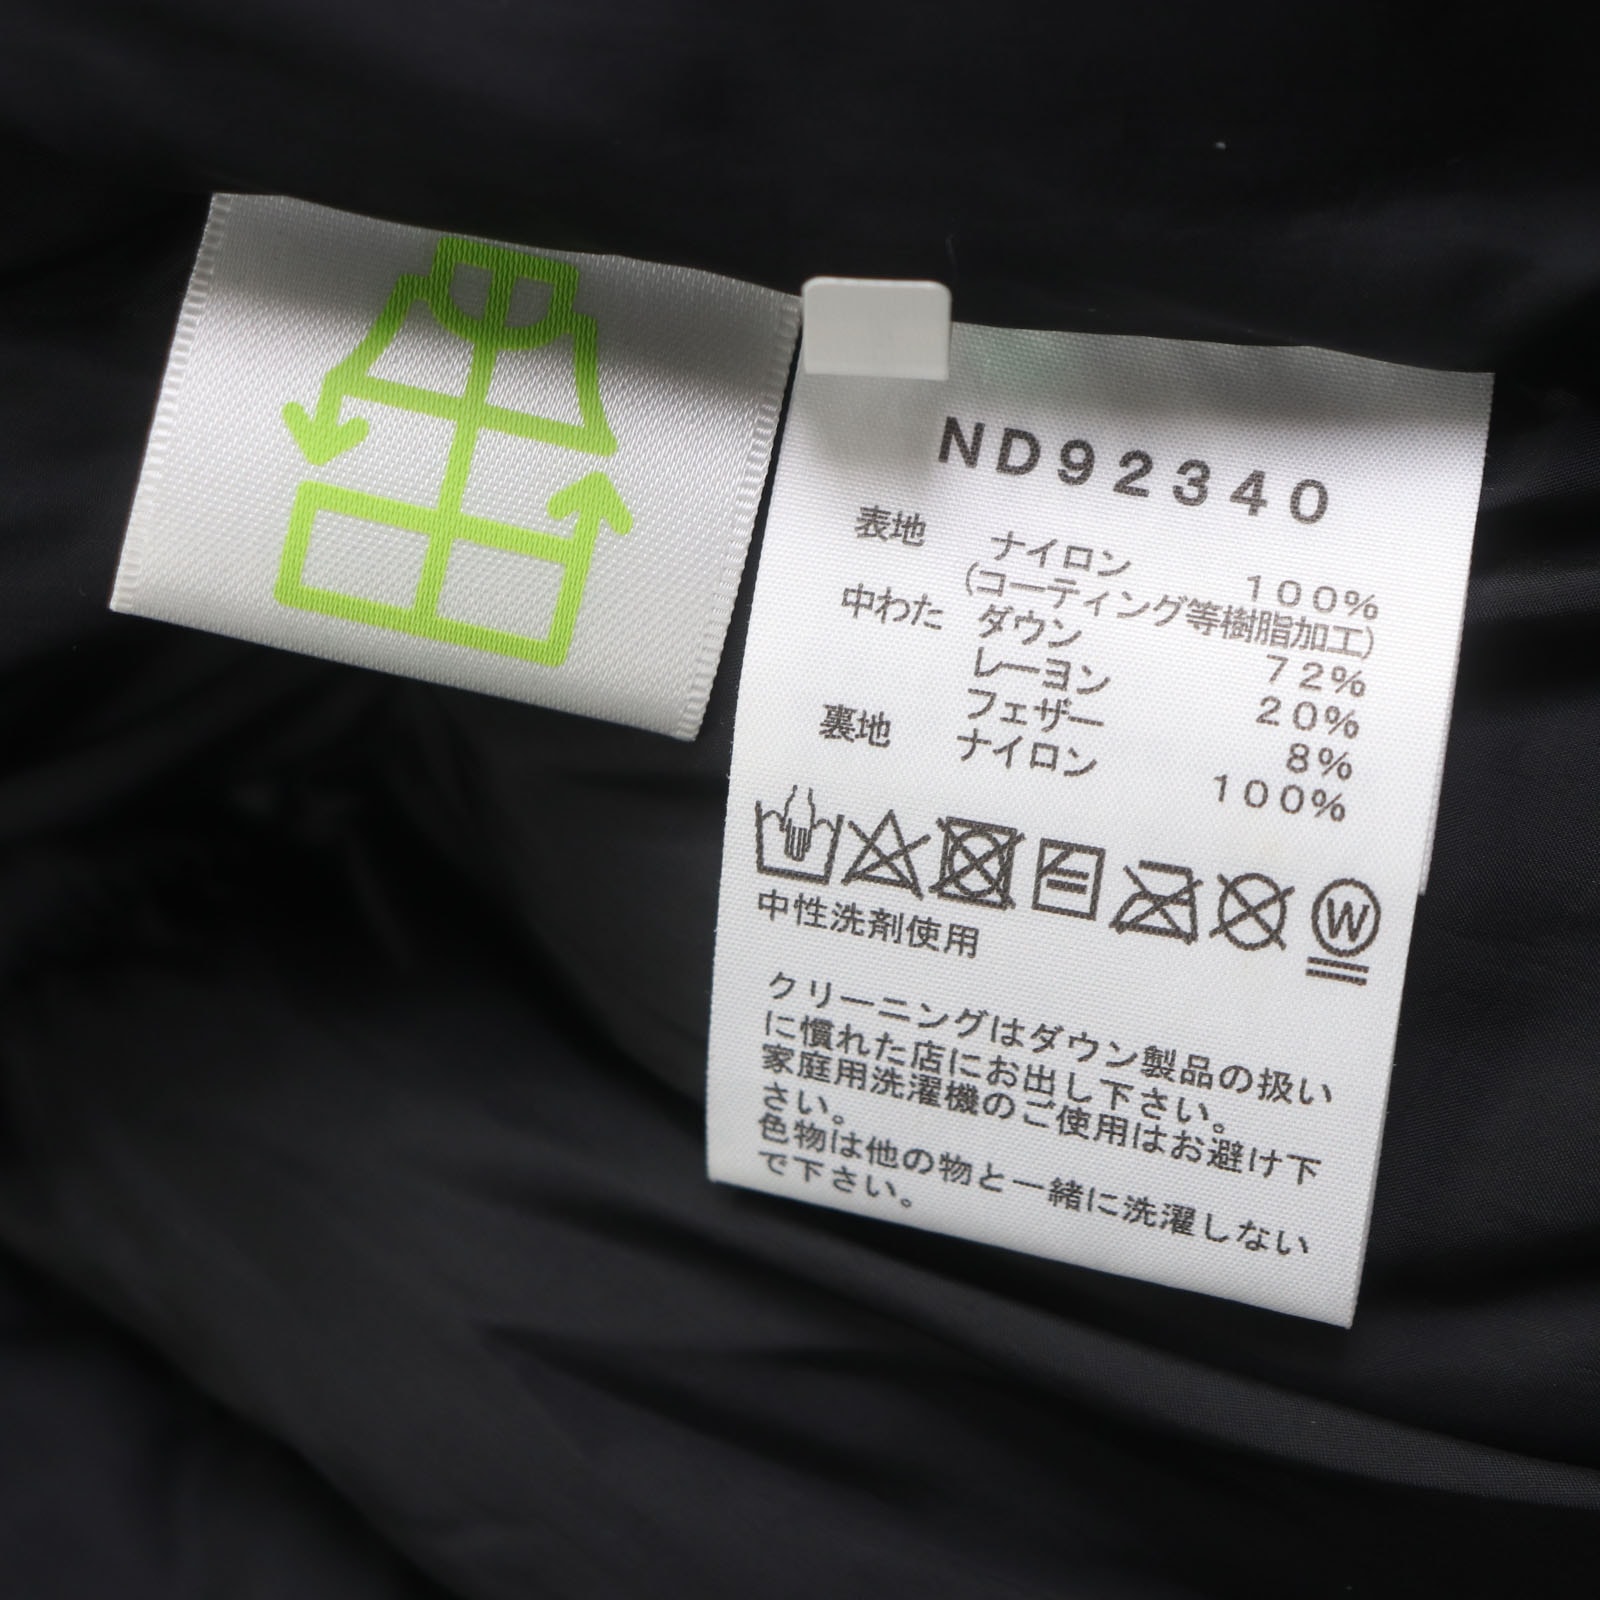 ND92340
表地 ナイロン 100%
(コーティング等樹脂加工)
中わた ダウン 72%
レーヨン 20%
フェザー 8%
裏地 ナイロン 100%
W
中性洗剤使用
クリーニングはダウン製品の扱い
に慣れた店にお出し下さい。
家庭用洗濯機のご使用はお避け下
さい。
色物は他の物と一緒に洗濯しない
で下さい。